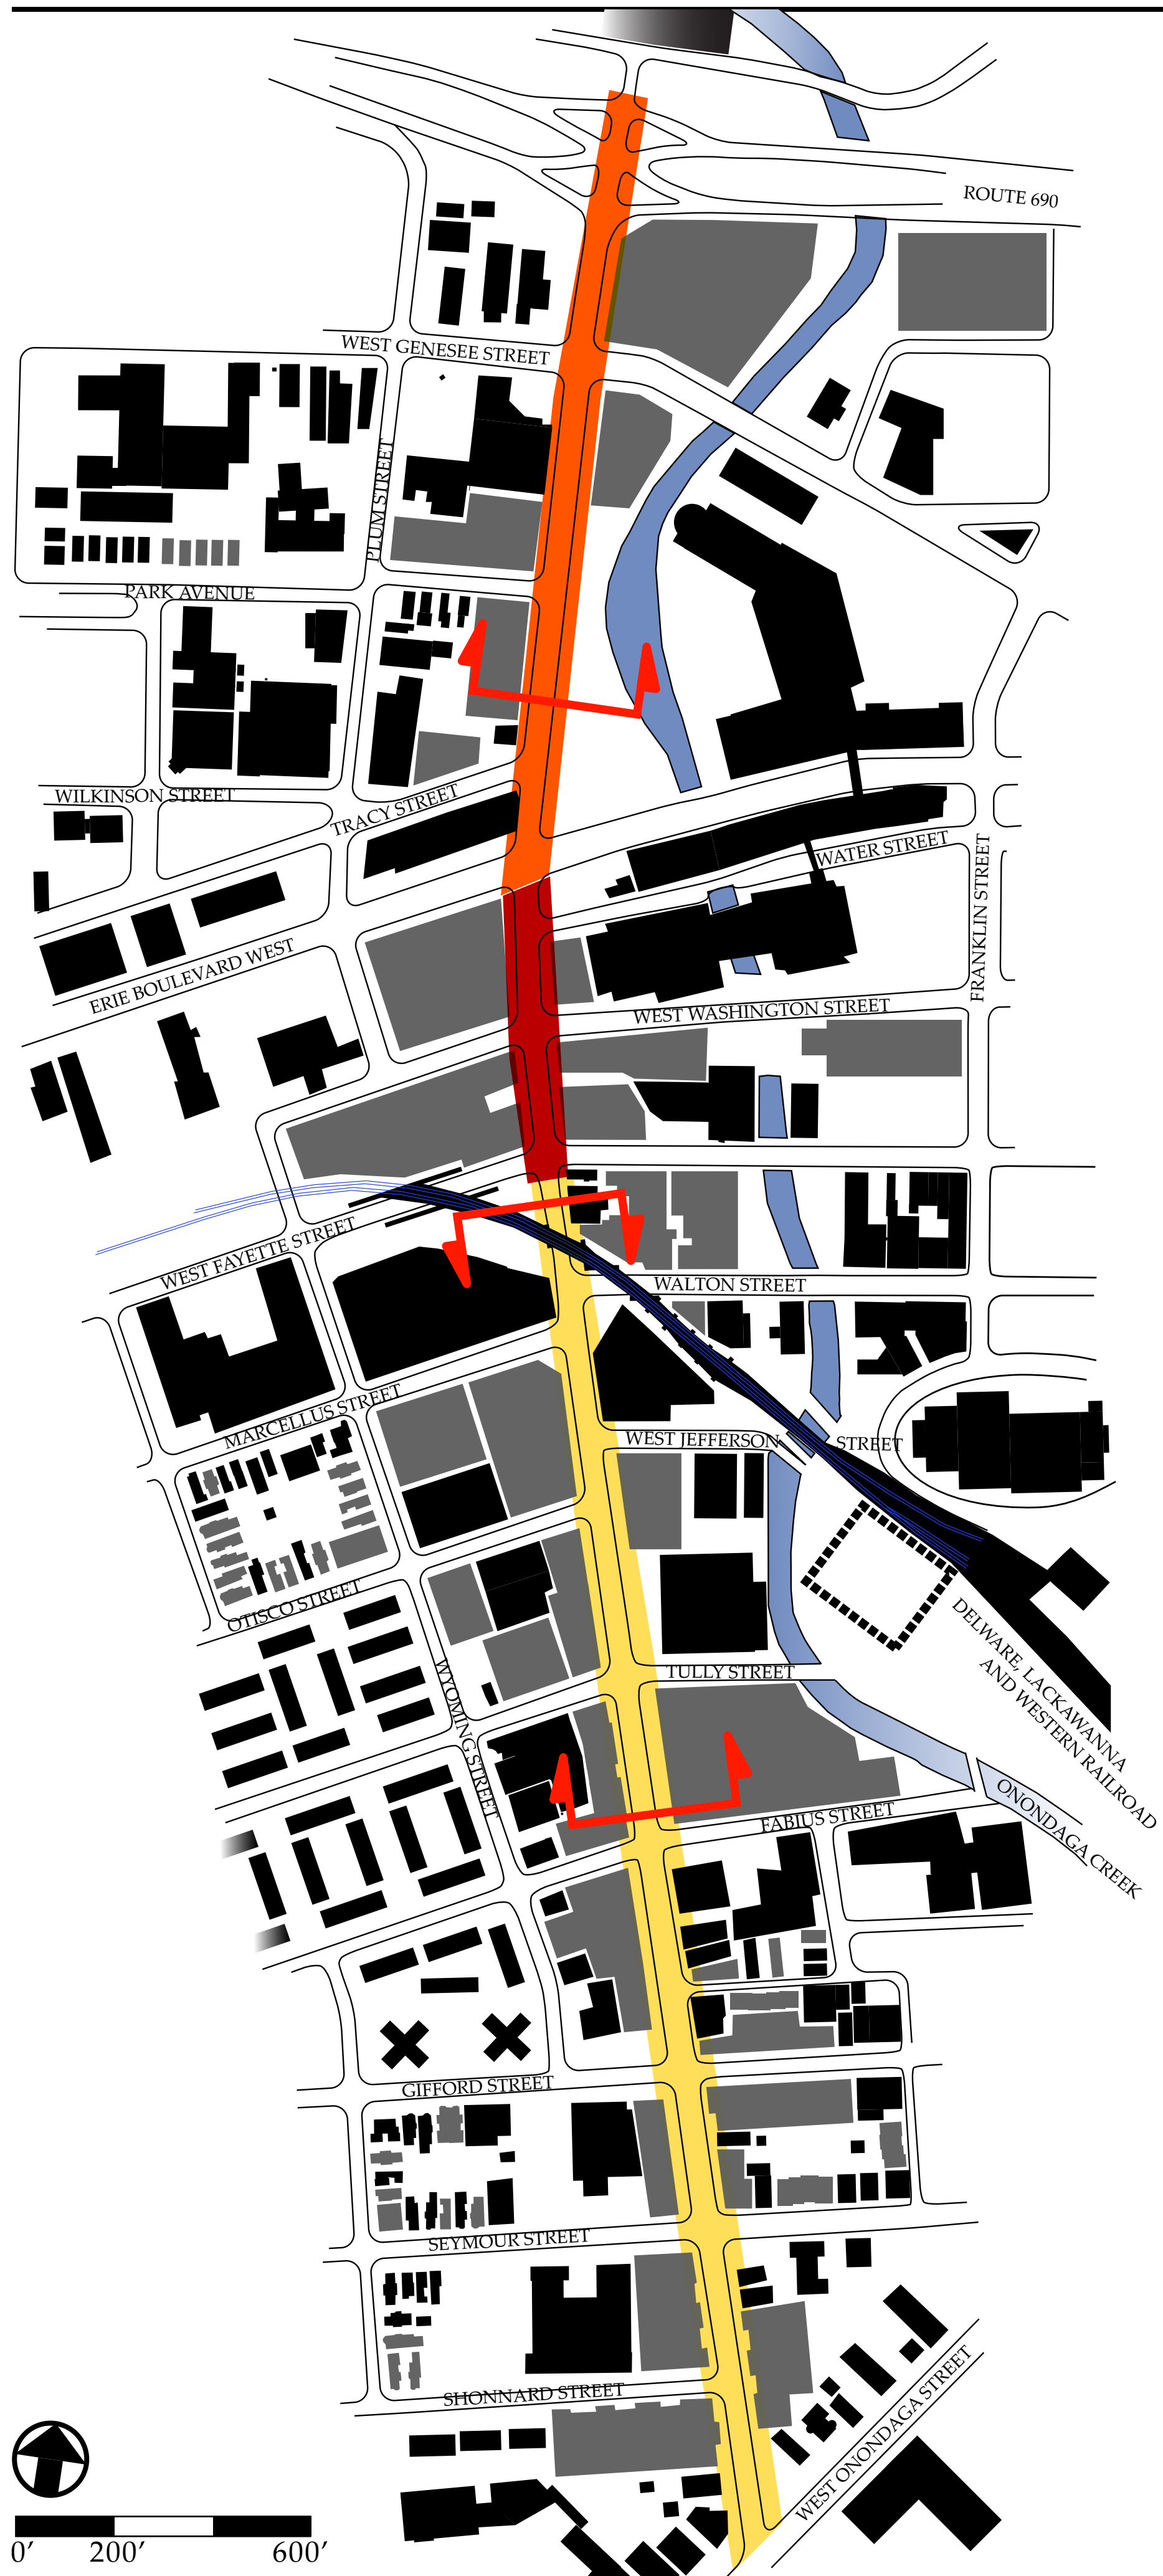 ROUTE 690
WEST GENESEE STREET
PLUM STREET
PARK AVENUE
WILKINSON STREET
TRACY STREET
WATER STREET
FRANKLIN STREET
ERIE BOULEVARD WEST
WEST WASHINGTON STREET
WEST FAYETTE STREET
WALTON STREET
MARCELLUS STREET
WEST JEFFERSON STREET
OTISCO STREET
DELWARE, LACKAWANNA
AND WESTERN RAILROAD
WYOMING STREET
TULLY STREET
ONONDAGA CREEK
FABIUS STREET
GIFFORD STREET
SEYMOUR STREET
SHONNARD STREET
WEST ONONDAGA STREET
0' 200' 600'